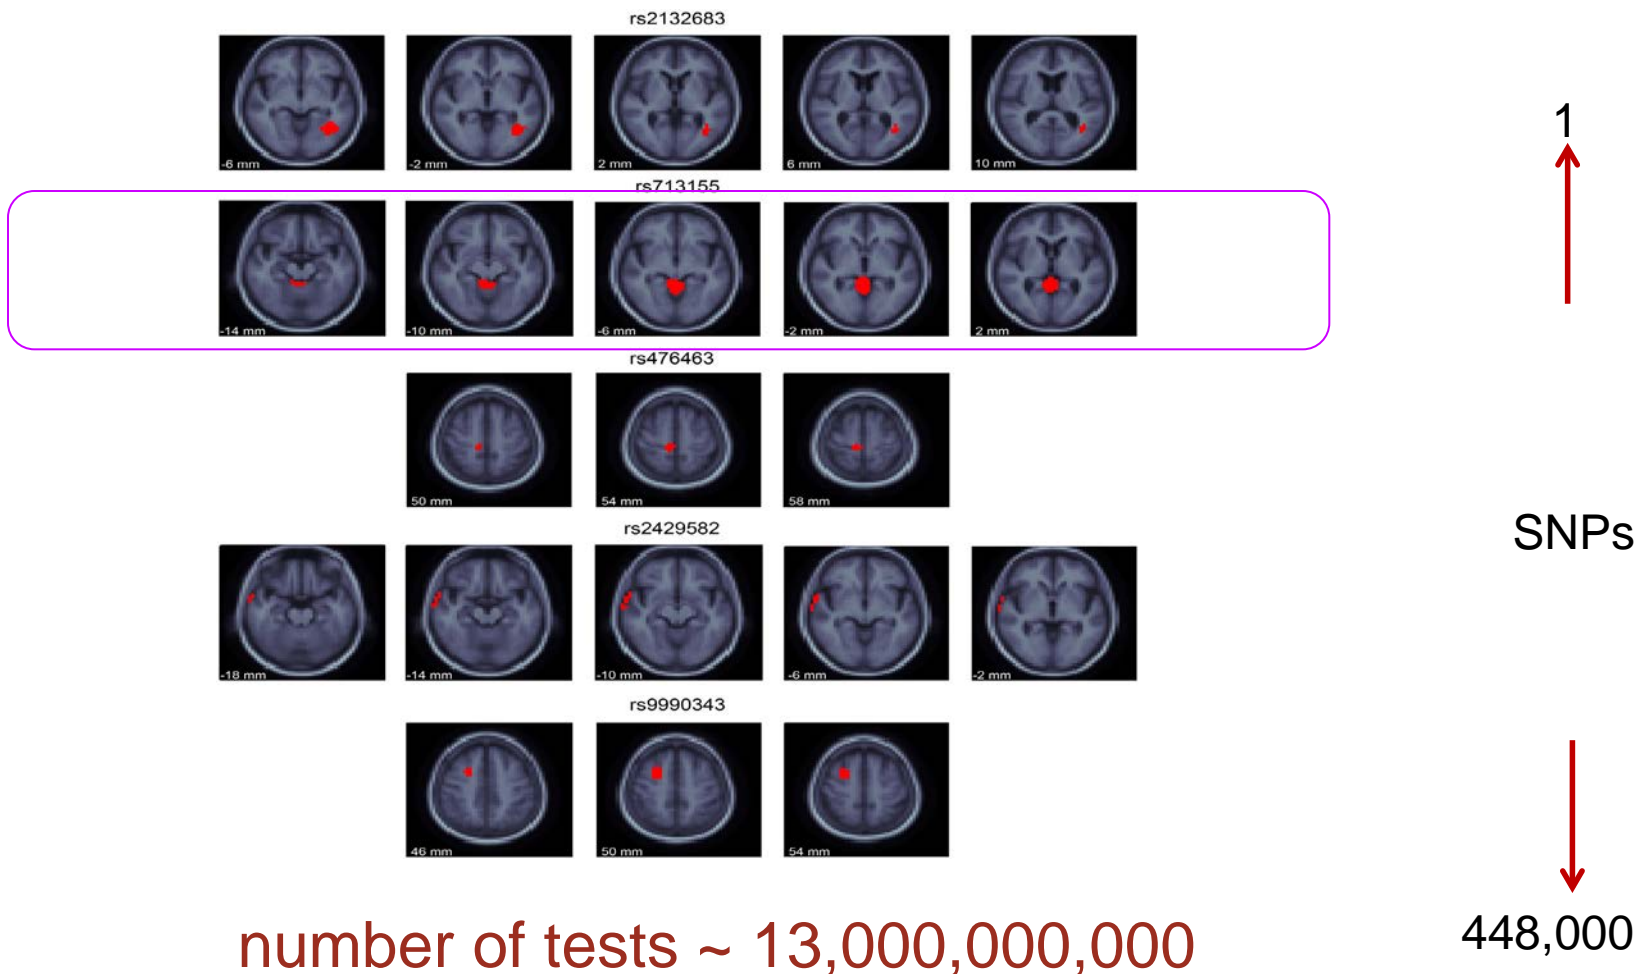 rs2132683
-6 mm
-2 mm
2 mm
6 mm
10 mm
1
rs713155
-14 mm
-10 mm
-6 mm
-2 mm
2 mm
rs476463
50 mm
54 mm
58 mm
SNPs
rs2429582
-18 mm
-14 mm
-10 mm
-6 mm
-2 mm
rs9990343
46 mm
50 mm
54 mm
number of tests ~ 13,000,000,000
448,000